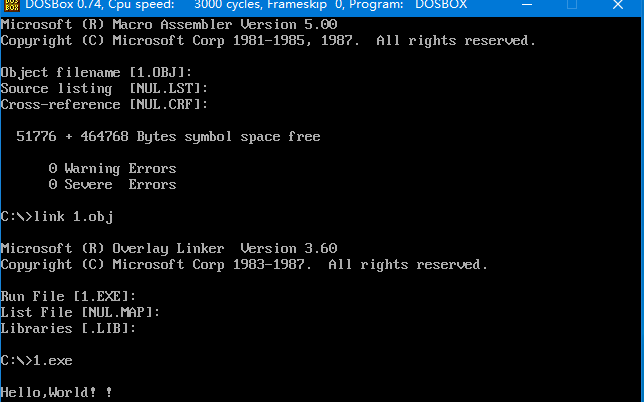 DOSBox 0.74, Cpu speed:    3000 cycles, Frameskip  0, Program:   DOSBOX
Microsoft (R) Macro Assembler Version 5.00
Copyright (C) Microsoft Corp 1981-1985, 1987.  All rights reserved.
Object filename [1.OBJ]:
Source listing  [NUL.LST]:
Cross-reference [NUL.CRF]:
  51776 + 464768 Bytes symbol space free
      0 Warning Errors
      0 Severe  Errors
C:\>link 1.obj
Microsoft (R) Overlay Linker  Version 3.60
Copyright (C) Microsoft Corp 1983-1987.  All rights reserved.
Run File [1.EXE]:
List File [NUL.MAP]:
Libraries [.LIB]:
C:\>1.exe
Hello,World! !